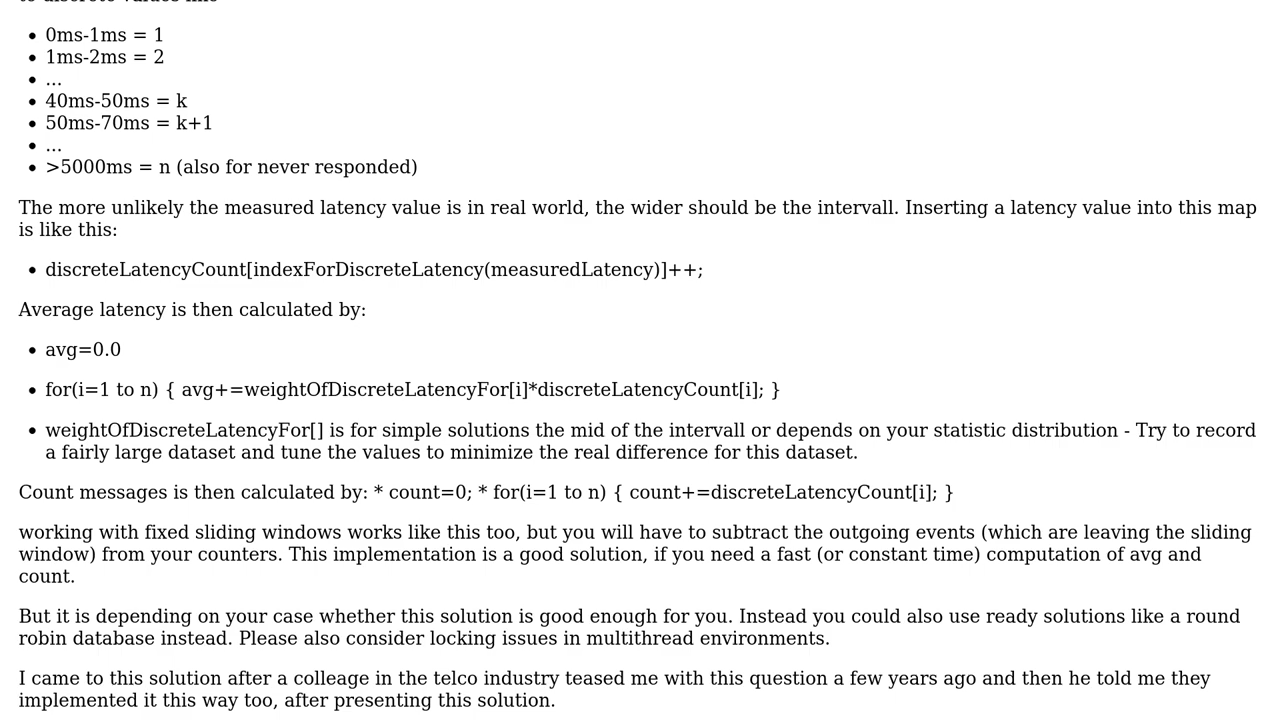 to discrete values like
• 0ms-1ms = 1
• 1ms-2ms = 2
• ...
• 40ms-50ms = k
• 50ms-70ms = k+1
• ...
• >5000ms = n (also for never responded)
The more unlikely the measured latency value is in real world, the wider should be the intervall. Inserting a latency value into this map
is like this:
• discreteLatencyCount[indexForDiscreteLatency(measuredLatency)]++;
Average latency is then calculated by:
• avg=0.0
• for(i=1 to n) { avg+=weightOfDiscreteLatencyFor[i]*discreteLatencyCount[i]; }
• weightOfDiscreteLatencyFor[] is for simple solutions the mid of the intervall or depends on your statistic distribution - Try to record
a fairly large dataset and tune the values to minimize the real difference for this dataset.
Count messages is then calculated by: * count=0; * for(i=1 to n) { count+=discreteLatencyCount[i]; }
working with fixed sliding windows works like this too, but you will have to subtract the outgoing events (which are leaving the sliding
window) from your counters. This implementation is a good solution, if you need a fast (or constant time) computation of avg and
count.
But it is depending on your case whether this solution is good enough for you. Instead you could also use ready solutions like a round
robin database instead. Please also consider locking issues in multithread environments.
I came to this solution after a colleage in the telco industry teased me with this question a few years ago and then he told me they
implemented it this way too, after presenting this solution.